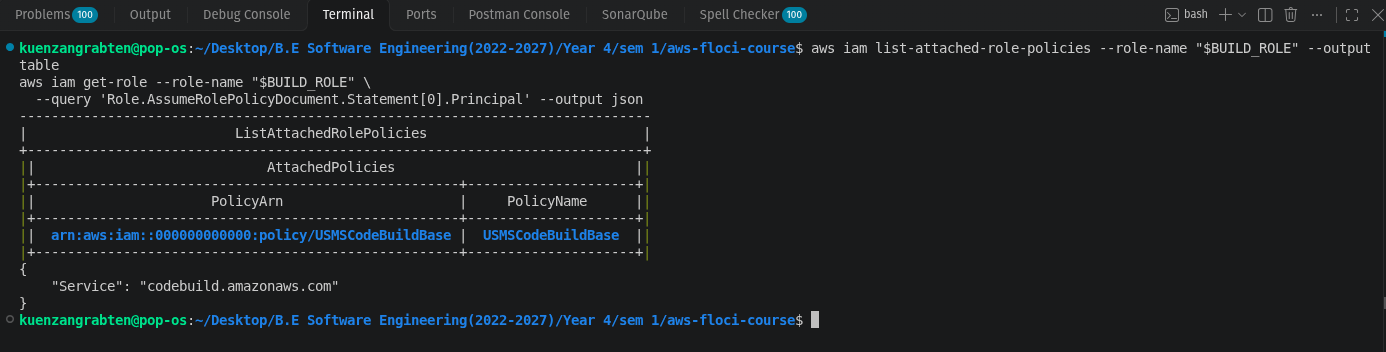 Problems 100 Output Debug Console Terminal Ports Postman Console SonarQube Spell Checker 100 bash
kuenzangrabten@pop-os:~/Desktop/B.E Software Engineering(2022-2027)/Year 4/sem 1/aws-floci-course$ aws iam list-attached-role-policies --role-name "$BUILD_ROLE" --output
table
aws iam get-role --role-name "$BUILD_ROLE" \
  --query 'Role.AssumeRolePolicyDocument.Statement[0].Principal' --output json
-------------------------------------------------------------------------------
|                          ListAttachedRolePolicies                            |
+------------------------------------------------------------------------------+
||                             AttachedPolicies                              ||
|+-----------------------------------------------------+---------------------+|
||                      PolicyArn                      |     PolicyName      ||
|+-----------------------------------------------------+---------------------+|
||  arn:aws:iam::000000000000:policy/USMSCodeBuildBase |  USMSCodeBuildBase  ||
|+-----------------------------------------------------+---------------------+|
{
    "Service": "codebuild.amazonaws.com"
}
kuenzangrabten@pop-os:~/Desktop/B.E Software Engineering(2022-2027)/Year 4/sem 1/aws-floci-course$